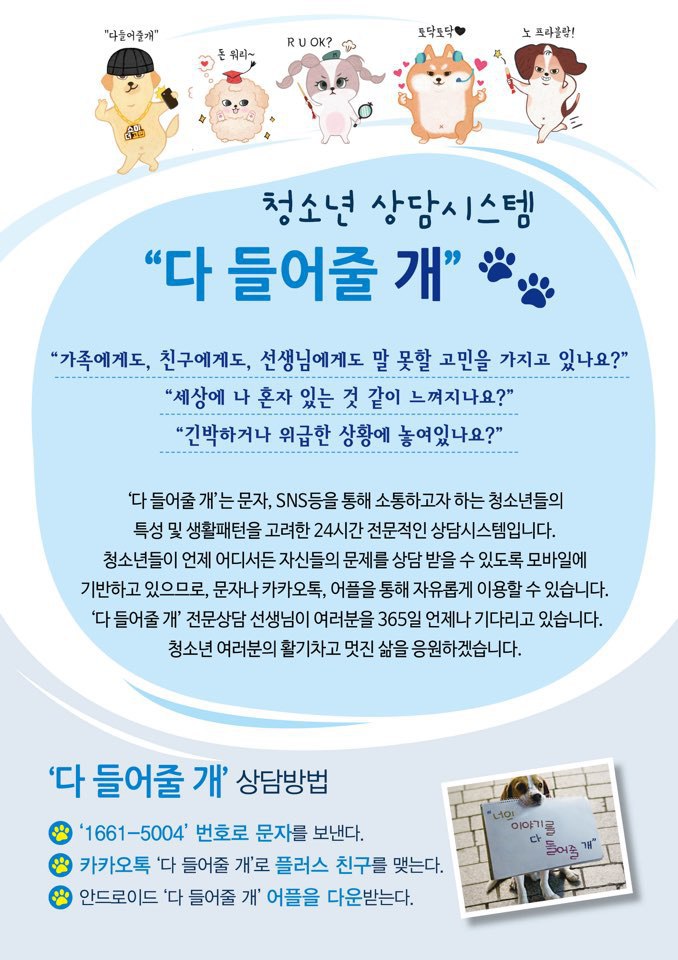 "다들어줄개"
돈 워리~
R U OK?
토닥토닥♥
노 프라블람!
청소년 상담시스템
“다 들어줄 개”
“가족에게도, 친구에게도, 선생님에게도 말 못할 고민을 가지고 있나요?”
“세상에 나 혼자 있는 것 같이 느껴지나요?”
“긴박하거나 위급한 상황에 놓여있나요?”
‘다 들어줄 개’는 문자, SNS등을 통해 소통하고자 하는 청소년들의
특성 및 생활패턴을 고려한 24시간 전문적인 상담시스템입니다.
청소년들이 언제 어디서든 자신들의 문제를 상담 받을 수 있도록 모바일에
기반하고 있으므로, 문자나 카카오톡, 어플을 통해 자유롭게 이용할 수 있습니다.
‘다 들어줄 개’ 전문상담 선생님이 여러분을 365일 언제나 기다리고 있습니다.
청소년 여러분의 활기차고 멋진 삶을 응원하겠습니다.
‘다 들어줄 개’ 상담방법
‘1661-5004’ 번호로 문자를 보낸다.
카카오톡 ‘다 들어줄 개’로 플러스 친구를 맺는다.
안드로이드 ‘다 들어줄 개’ 어플을 다운받는다.
"너의
이야기를
다
들어줄 개"